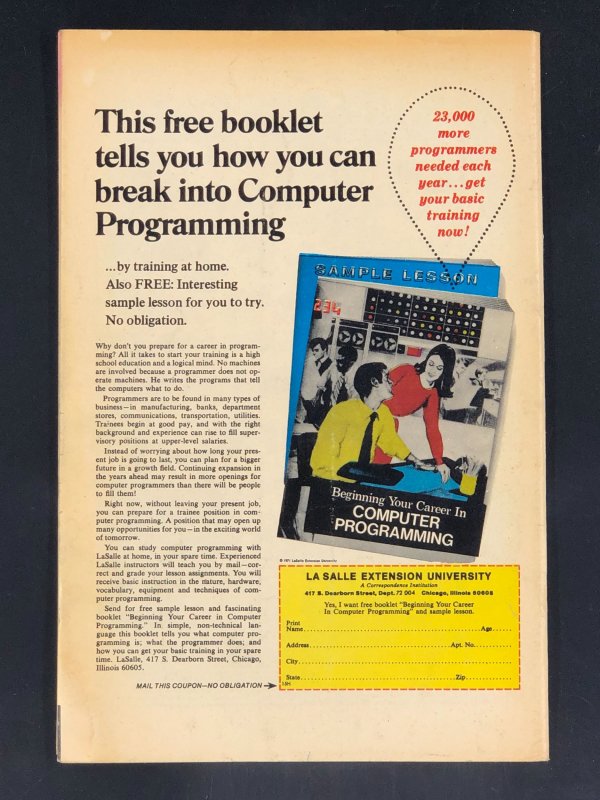 This free booklet
tells you how you can
break into Computer
Programming
23,000
more
programmers
needed each
year...get
your basic
training
now!
...by training at home.
Also FREE: Interesting
sample lesson for you to try.
No obligation.
SAMPLE LESSON
234
Beginning Your Career In
COMPUTER
PROGRAMMING
© 1971 LaSalle Extension University
Why don't you prepare for a career in program-
ming? All it takes to start your training is a high
school education and a logical mind. No machines
are involved because a programmer does not op-
erate machines. He writes the programs that tell
the computers what to do.
Programmers are to be found in many types of
business—in manufacturing, banks, department
stores, communications, transportation, utilities.
Trainees begin at good pay, and with the right
background and experience can rise to fill super-
visory positions at upper-level salaries.
Instead of worrying about how long your pres-
ent job is going to last, you can plan for a bigger
future in a growth field. Continuing expansion in
the years ahead may result in more openings for
computer programmers than there will be people
to fill them!
Right now, without leaving your present job,
you can prepare for a trainee position in com-
puter programming. A position that may open up
many opportunities for you—in the exciting world
of tomorrow.
You can study computer programming with
LaSalle at home, in your spare time. Experienced
LaSalle instructors will teach you by mail—cor-
rect and grade your lesson assignments. You will
receive basic instruction in the nature, hardware,
vocabulary, equipment and techniques of com-
puter programming.
Send for free sample lesson and fascinating
booklet "Beginning Your Career in Computer
Programming." In simple, non-technical lan-
guage this booklet tells you what computer pro-
gramming is; what the programmer does; and
how you can get your basic training in your spare
time. LaSalle, 417 S. Dearborn Street, Chicago,
Illinois 60605.
MAIL THIS COUPON—NO OBLIGATION
LA SALLE EXTENSION UNIVERSITY
A Correspondence Institution
417 S. Dearborn Street, Dept. 72 004 Chicago, Illinois 60605
Yes, I want free booklet "Beginning Your Career
In Computer Programming" and sample lesson.
Print
Name Age
Address Apt. No.
City
State Zip